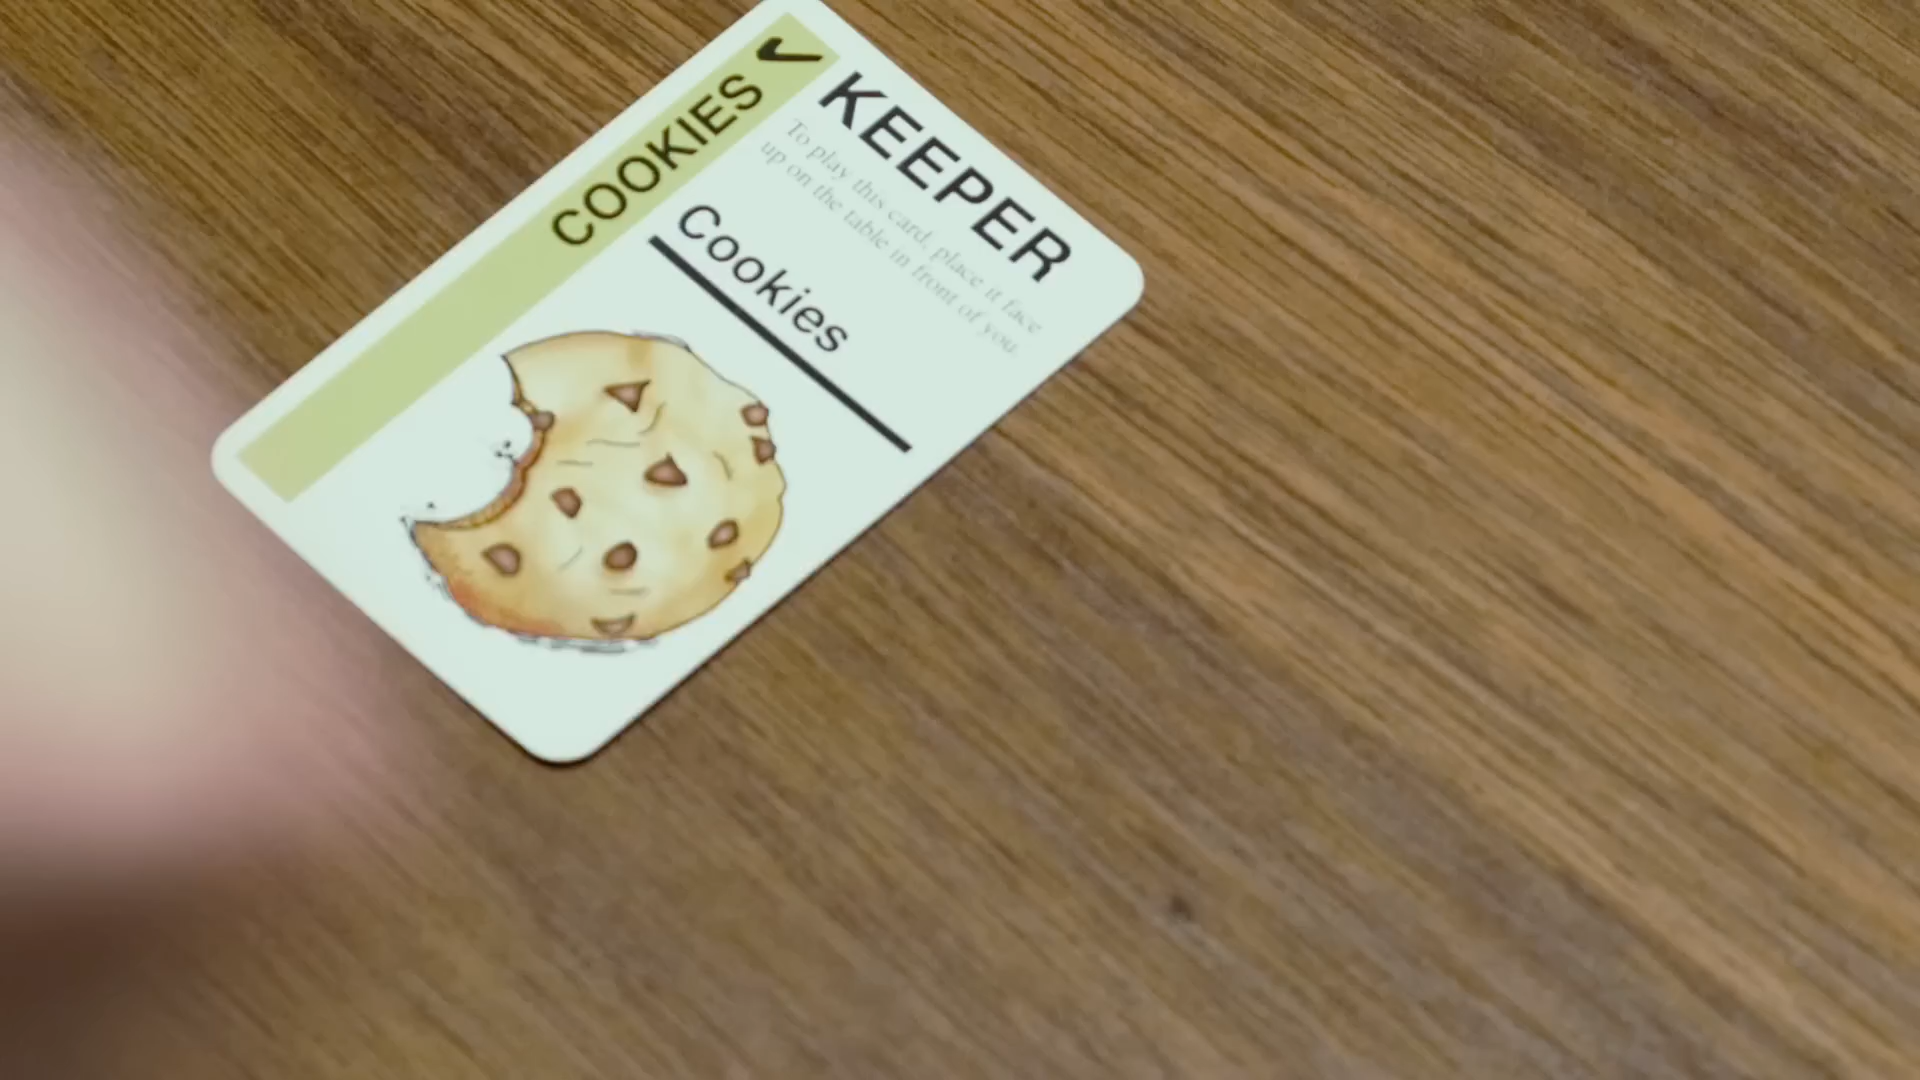 COOKIES
KEEPER
To play this card, place it face
up on the table in front of you.
Cookies